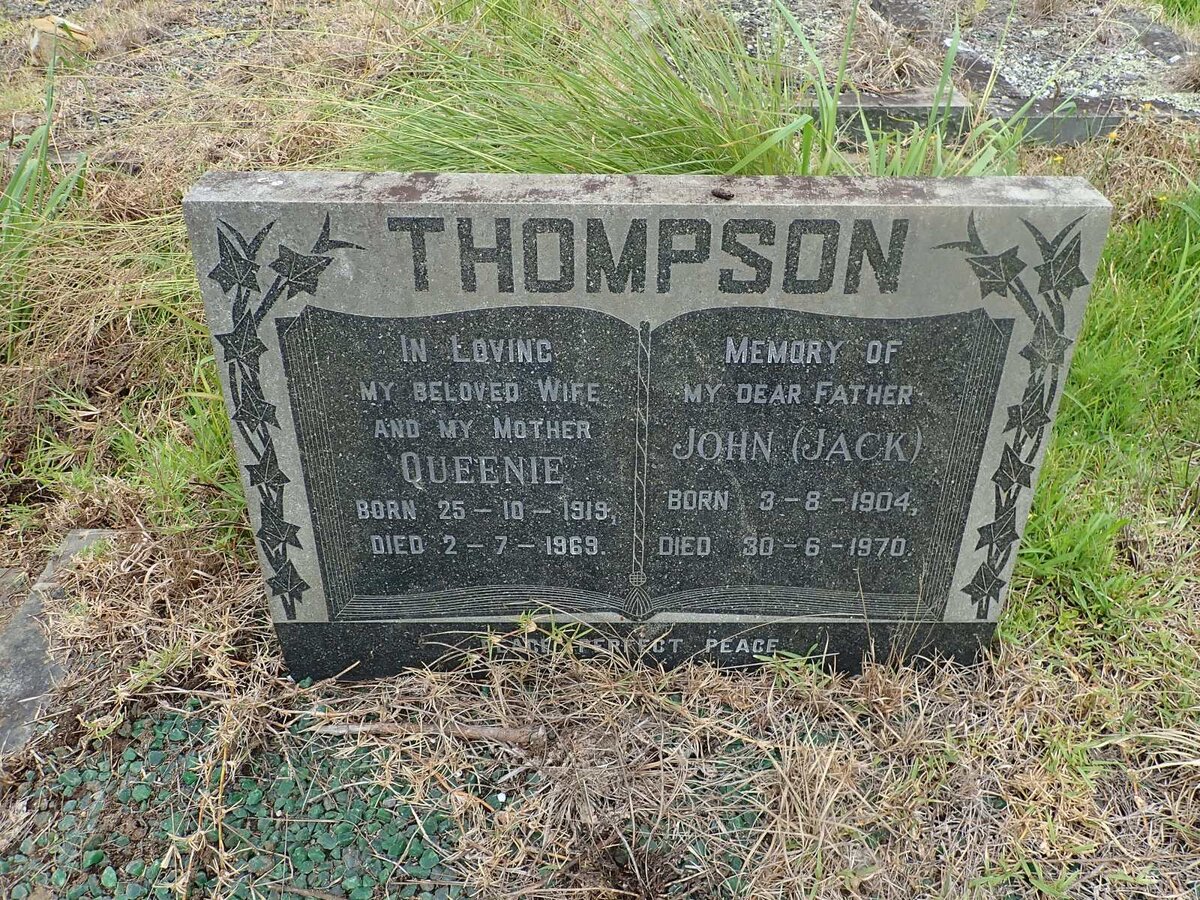 THOMPSON
IN LOVING
MY BELOVED WIFE
AND MY MOTHER
QUEENIE
BORN 25-10-1919,
DIED 2-7-1969.
MEMORY OF
MY DEAR FATHER
JOHN (JACK)
BORN 3-8-1904,
DIED 30-6-1970.
PERFECT PEACE